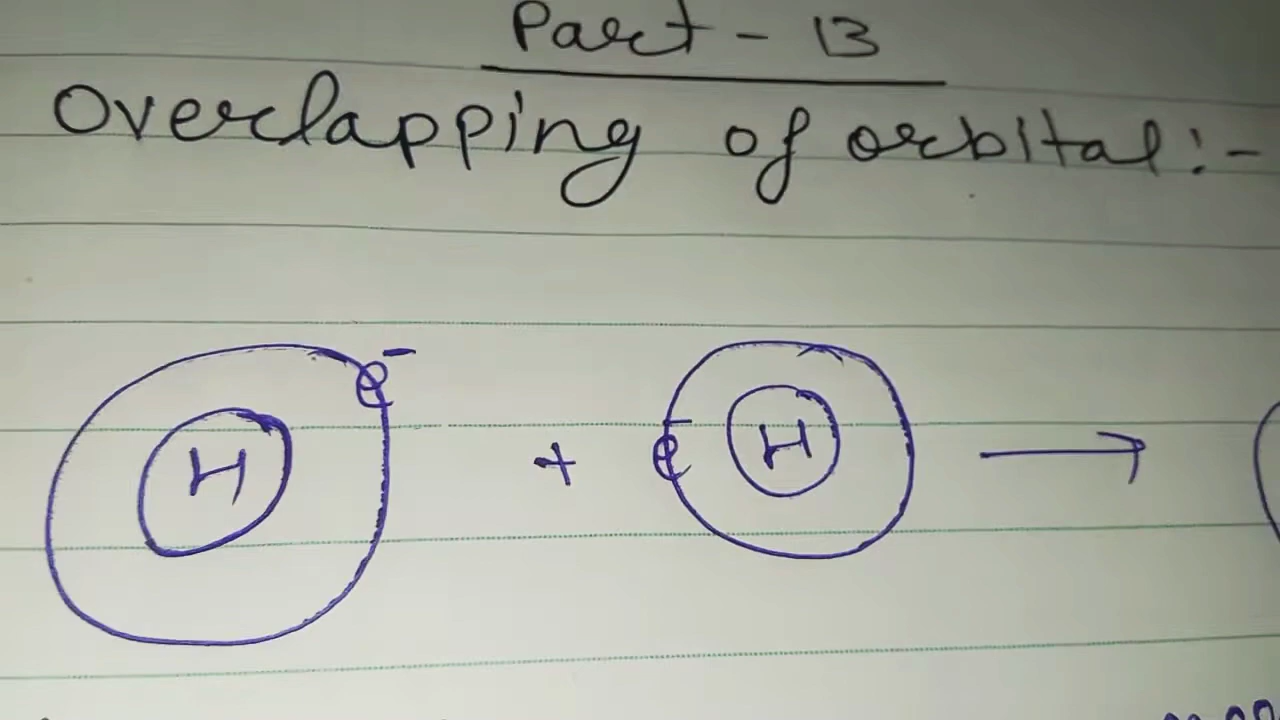 Part - 13
Overlapping of orbital :-
e-
H + e- H →